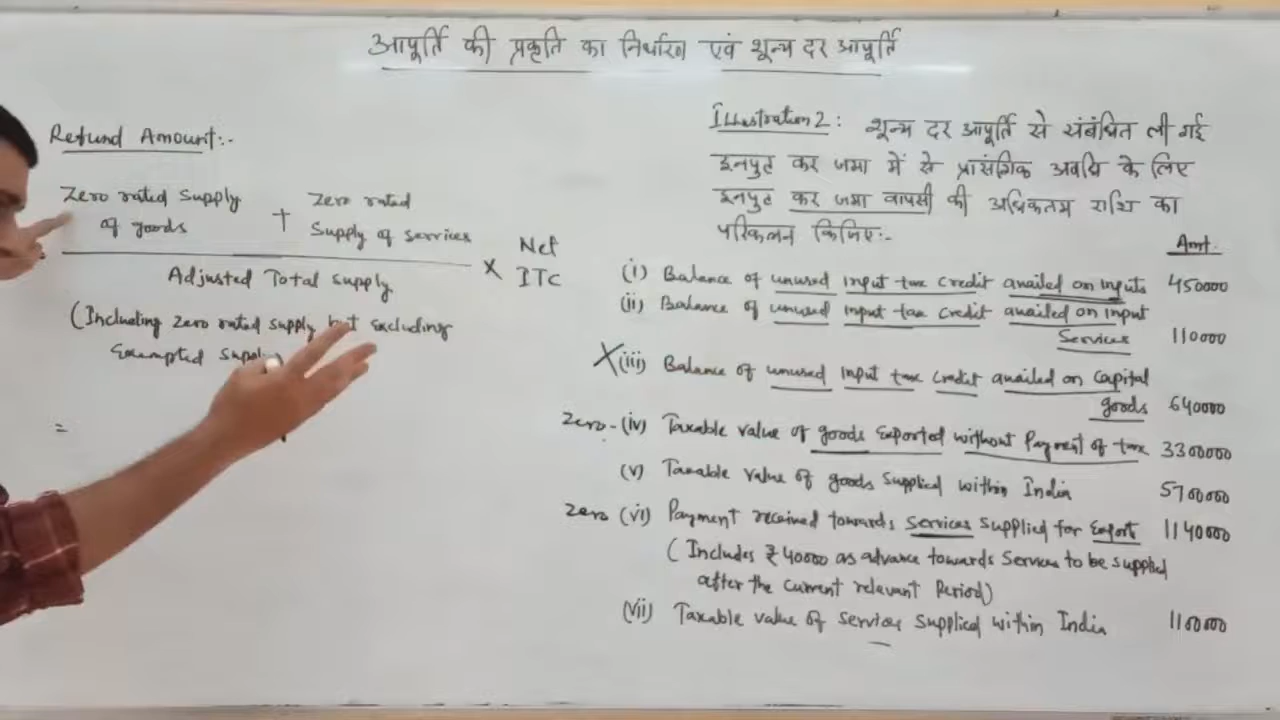 आपूर्ति की प्रकृति का निर्धारण एवं शून्य दर आपूर्ति
Refund Amount:-
Zero rated Supply of goods + Zero rated Supply of services
Adjusted Total Supply
× Net ITC
(Including Zero rated supply but excluding
Exempted Supply)
=
Illustration 2: शून्य दर आपूर्ति से संबंधित ली गई
इनपुट कर जमा में से प्रासंगिक अवधि के लिए
इनपुट कर जमा वापसी की अधिकतम राशि का
परिकलन किजिए:-
Amt.
(i) Balance of unused input tax credit availed on inputs 450000
(ii) Balance of unused input tax credit availed on input
Services 110000
X (iii) Balance of unused input tax credit availed on Capital
goods 640000
Zero - (iv) Taxable value of goods Exported without Payment of tax 3300000
(v) Taxable value of goods Supplied within India 5700000
Zero (vi) Payment received towards Services supplied for Export 1140000
(Includes ₹ 40000 as advance towards Services to be supplied
after the current relevant Period)
(vii) Taxable value of services supplied within India 1100000